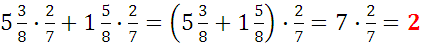 5 3/8 · 2/7 + 1 5/8 · 2/7 = (5 3/8 + 1 5/8) · 2/7 = 7 · 2/7 = 2